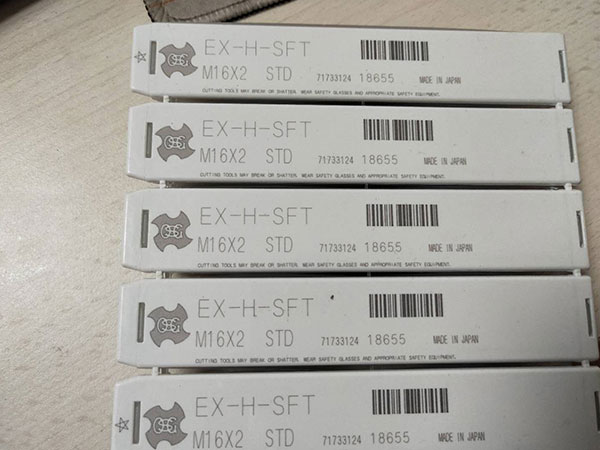 EX-H-SFT
M16X2 STD 71733124 18655 MADE IN JAPAN
CUTTING TOOLS MAY BREAK OR SHATTER. WEAR SAFETY GLASSES AND APPROPRIATE SAFETY EQUIPMENT.
EX-H-SFT
M16X2 STD 71733124 18655 MADE IN JAPAN
CUTTING TOOLS MAY BREAK OR SHATTER. WEAR SAFETY GLASSES AND APPROPRIATE SAFETY EQUIPMENT.
EX-H-SFT
M16X2 STD 71733124 18655 MADE IN JAPAN
CUTTING TOOLS MAY BREAK OR SHATTER. WEAR SAFETY GLASSES AND APPROPRIATE SAFETY EQUIPMENT.
EX-H-SFT
M16X2 STD 71733124 18655 MADE IN JAPAN
CUTTING TOOLS MAY BREAK OR SHATTER. WEAR SAFETY GLASSES AND APPROPRIATE SAFETY EQUIPMENT.
EX-H-SFT
M16X2 STD 71733124 18655 MADE IN JAPAN